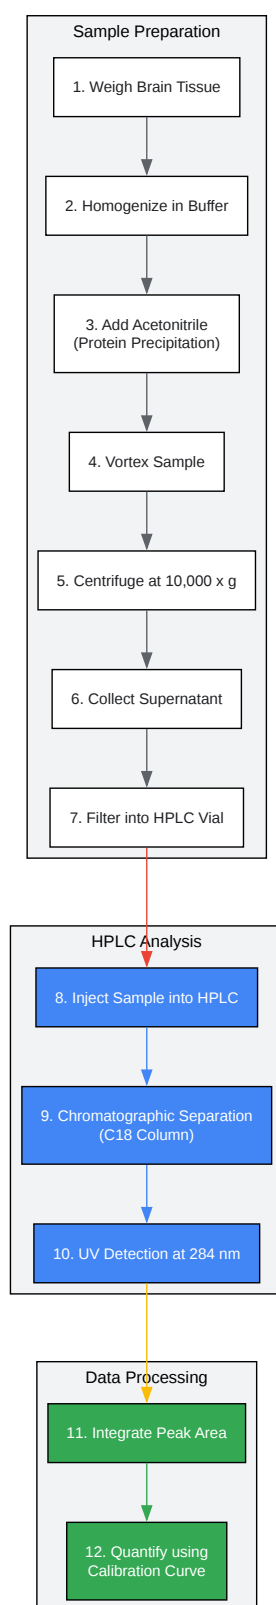 Sample Preparation
1. Weigh Brain Tissue
2. Homogenize in Buffer
3. Add Acetonitrile
(Protein Precipitation)
4. Vortex Sample
5. Centrifuge at 10,000 x g
6. Collect Supernatant
7. Filter into HPLC Vial
HPLC Analysis
8. Inject Sample into HPLC
9. Chromatographic Separation
(C18 Column)
10. UV Detection at 284 nm
Data Processing
11. Integrate Peak Area
12. Quantify using
Calibration Curve